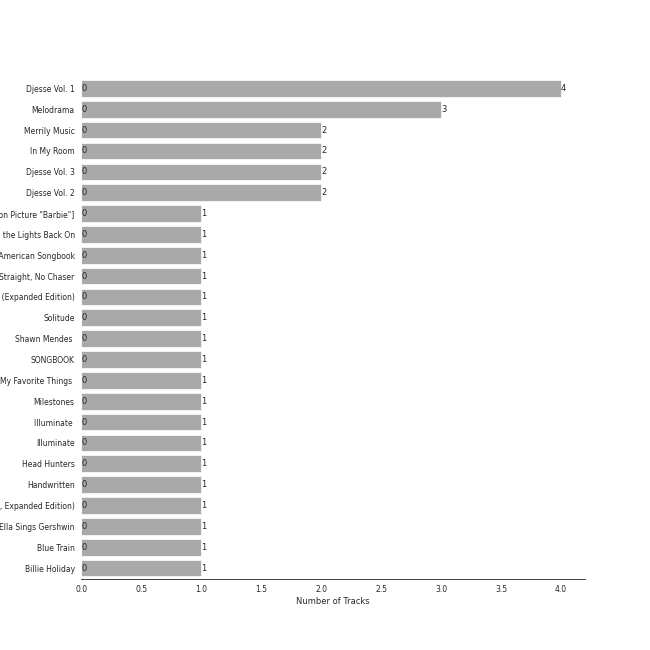 Djesse Vol. 1 0 4
Melodrama 0 3
Merrily Music 0 2
In My Room 0 2
Djesse Vol. 3 0 2
Djesse Vol. 2 0 2
on Picture "Barbie"] 0 1
the Lights Back On 0 1
American Songbook 0 1
Straight, No Chaser 0 1
(Expanded Edition) 0 1
Solitude 0 1
Shawn Mendes 0 1
SONGBOOK 0 1
My Favorite Things 0 1
Milestones 0 1
Illuminate 0 1
Illuminate 0 1
Head Hunters 0 1
Handwritten 0 1
, Expanded Edition) 0 1
Ella Sings Gershwin 0 1
Blue Train 0 1
Billie Holiday 0 1
0.0 0.5 1.0 1.5 2.0 2.5 3.0 3.5 4.0
Number of Tracks